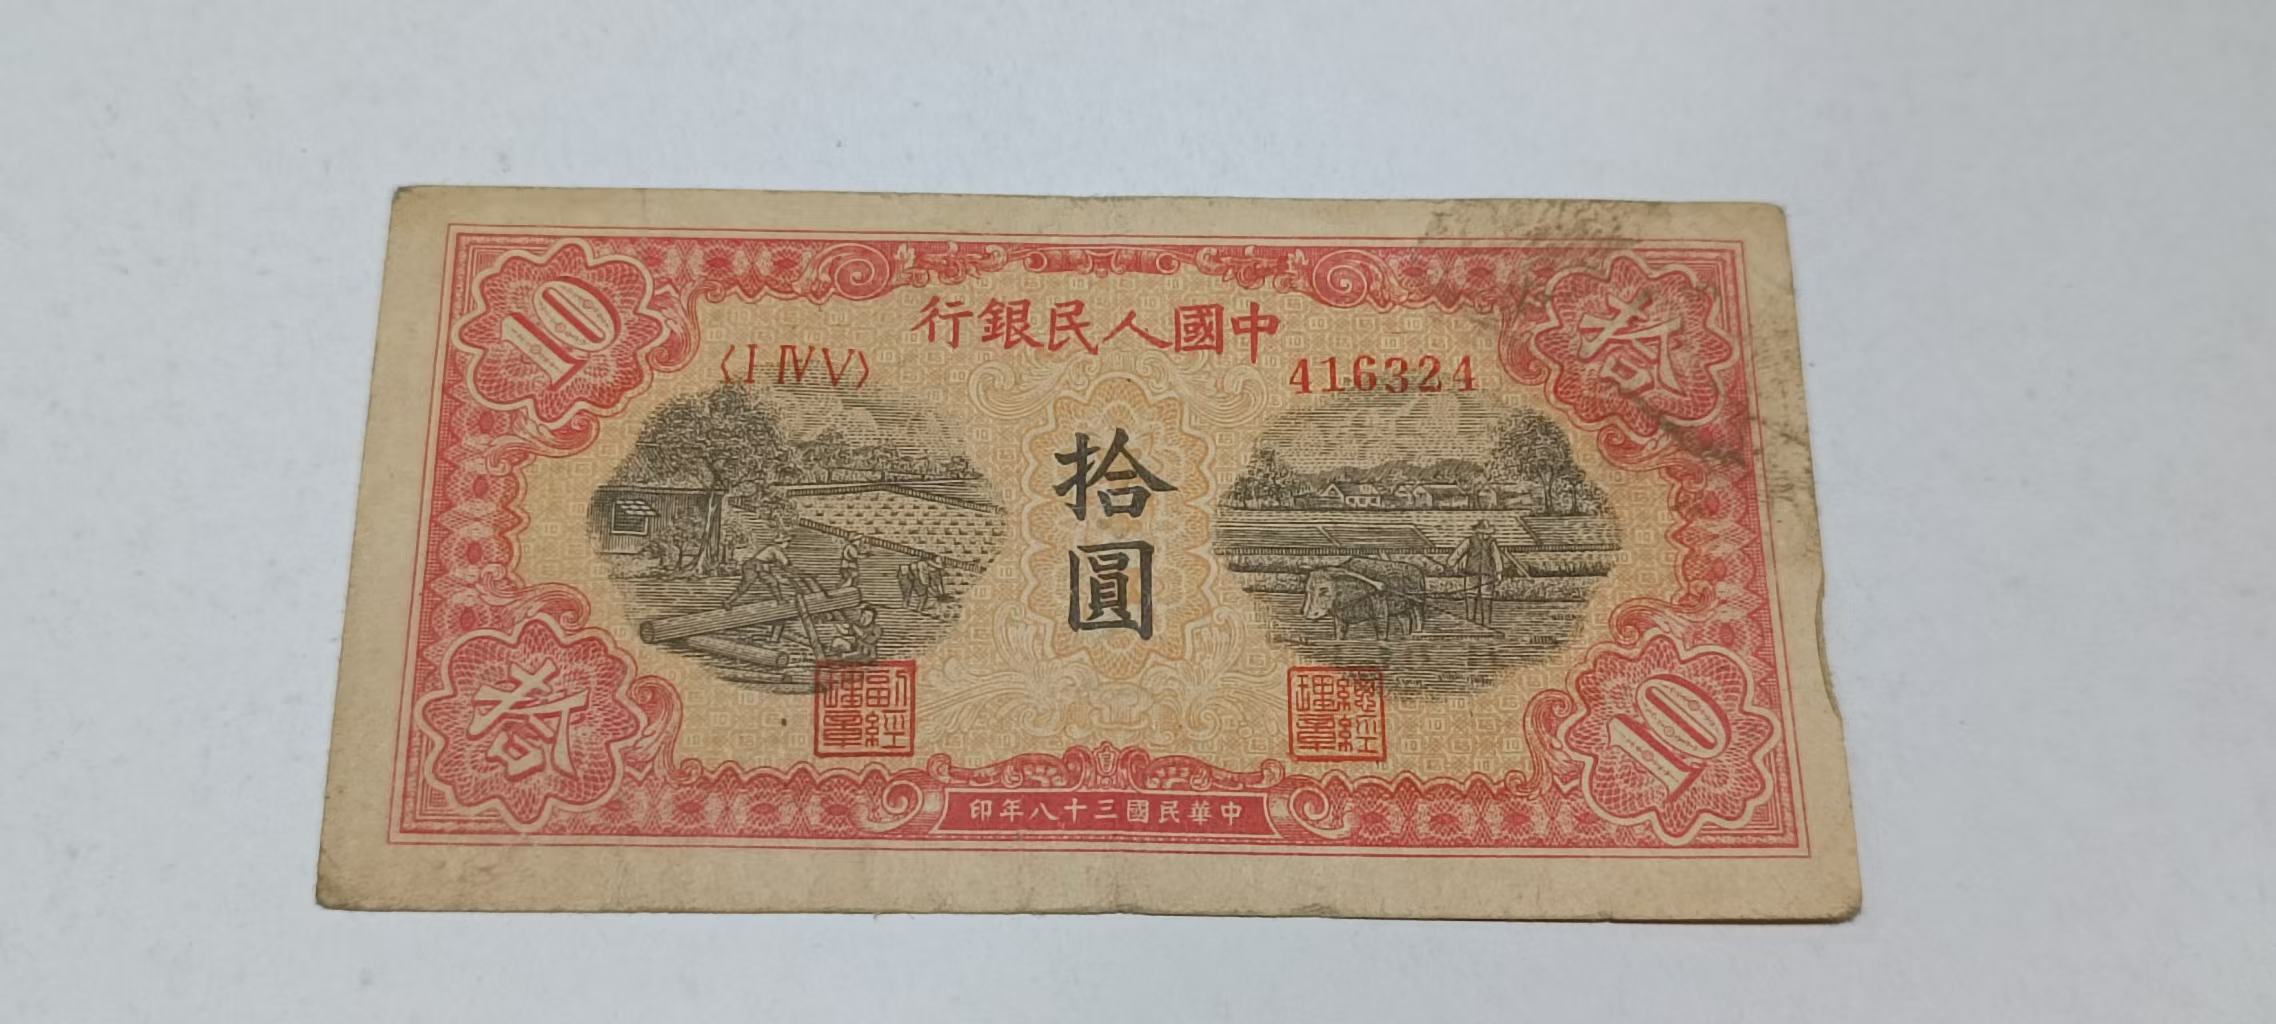 中國人民銀行
〈I IV V〉
416324
10
拾
拾圓
拾
10
副經理章
總經理章
中華民國三十八年印